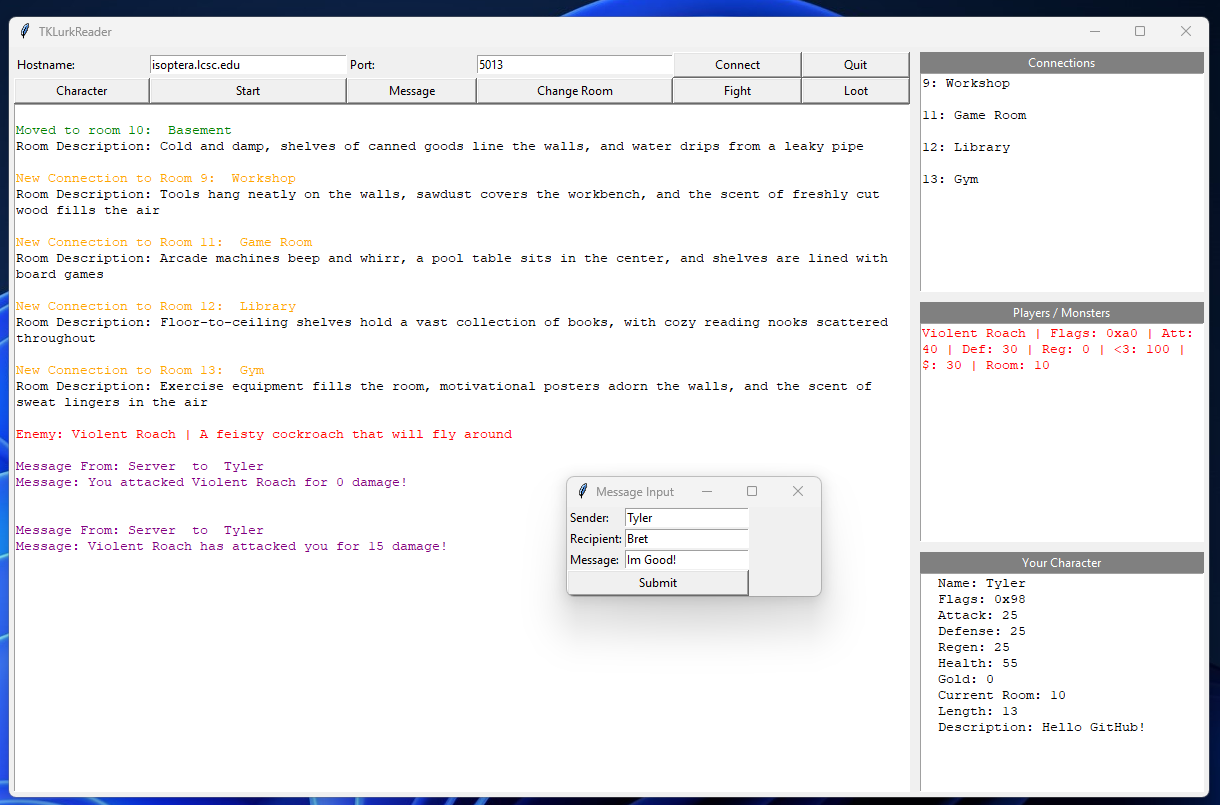 TKLurkReader
Hostname: isoptera.lcsc.edu Port: 5013 Connect Quit
Character Start Message Change Room Fight Loot
Moved to room 10:  Basement
Room Description: Cold and damp, shelves of canned goods line the walls, and water drips from a leaky pipe
New Connection to Room 9:  Workshop
Room Description: Tools hang neatly on the walls, sawdust covers the workbench, and the scent of freshly cut
wood fills the air
New Connection to Room 11:  Game Room
Room Description: Arcade machines beep and whirr, a pool table sits in the center, and shelves are lined with
board games
New Connection to Room 12:  Library
Room Description: Floor-to-ceiling shelves hold a vast collection of books, with cozy reading nooks scattered
throughout
New Connection to Room 13:  Gym
Room Description: Exercise equipment fills the room, motivational posters adorn the walls, and the scent of
sweat lingers in the air
Enemy: Violent Roach | A feisty cockroach that will fly around
Message From: Server  to  Tyler
Message: You attacked Violent Roach for 0 damage!
Message From: Server  to  Tyler
Message: Violent Roach has attacked you for 15 damage!
Message Input
Sender: Tyler
Recipient: Bret
Message: Im Good!
Submit
Connections
9: Workshop
11: Game Room
12: Library
13: Gym
Players / Monsters
Violent Roach | Flags: 0xa0 | Att:
40 | Def: 30 | Reg: 0 | <3: 100 |
$: 30 | Room: 10
Your Character
Name: Tyler
Flags: 0x98
Attack: 25
Defense: 25
Regen: 25
Health: 55
Gold: 0
Current Room: 10
Length: 13
Description: Hello GitHub!